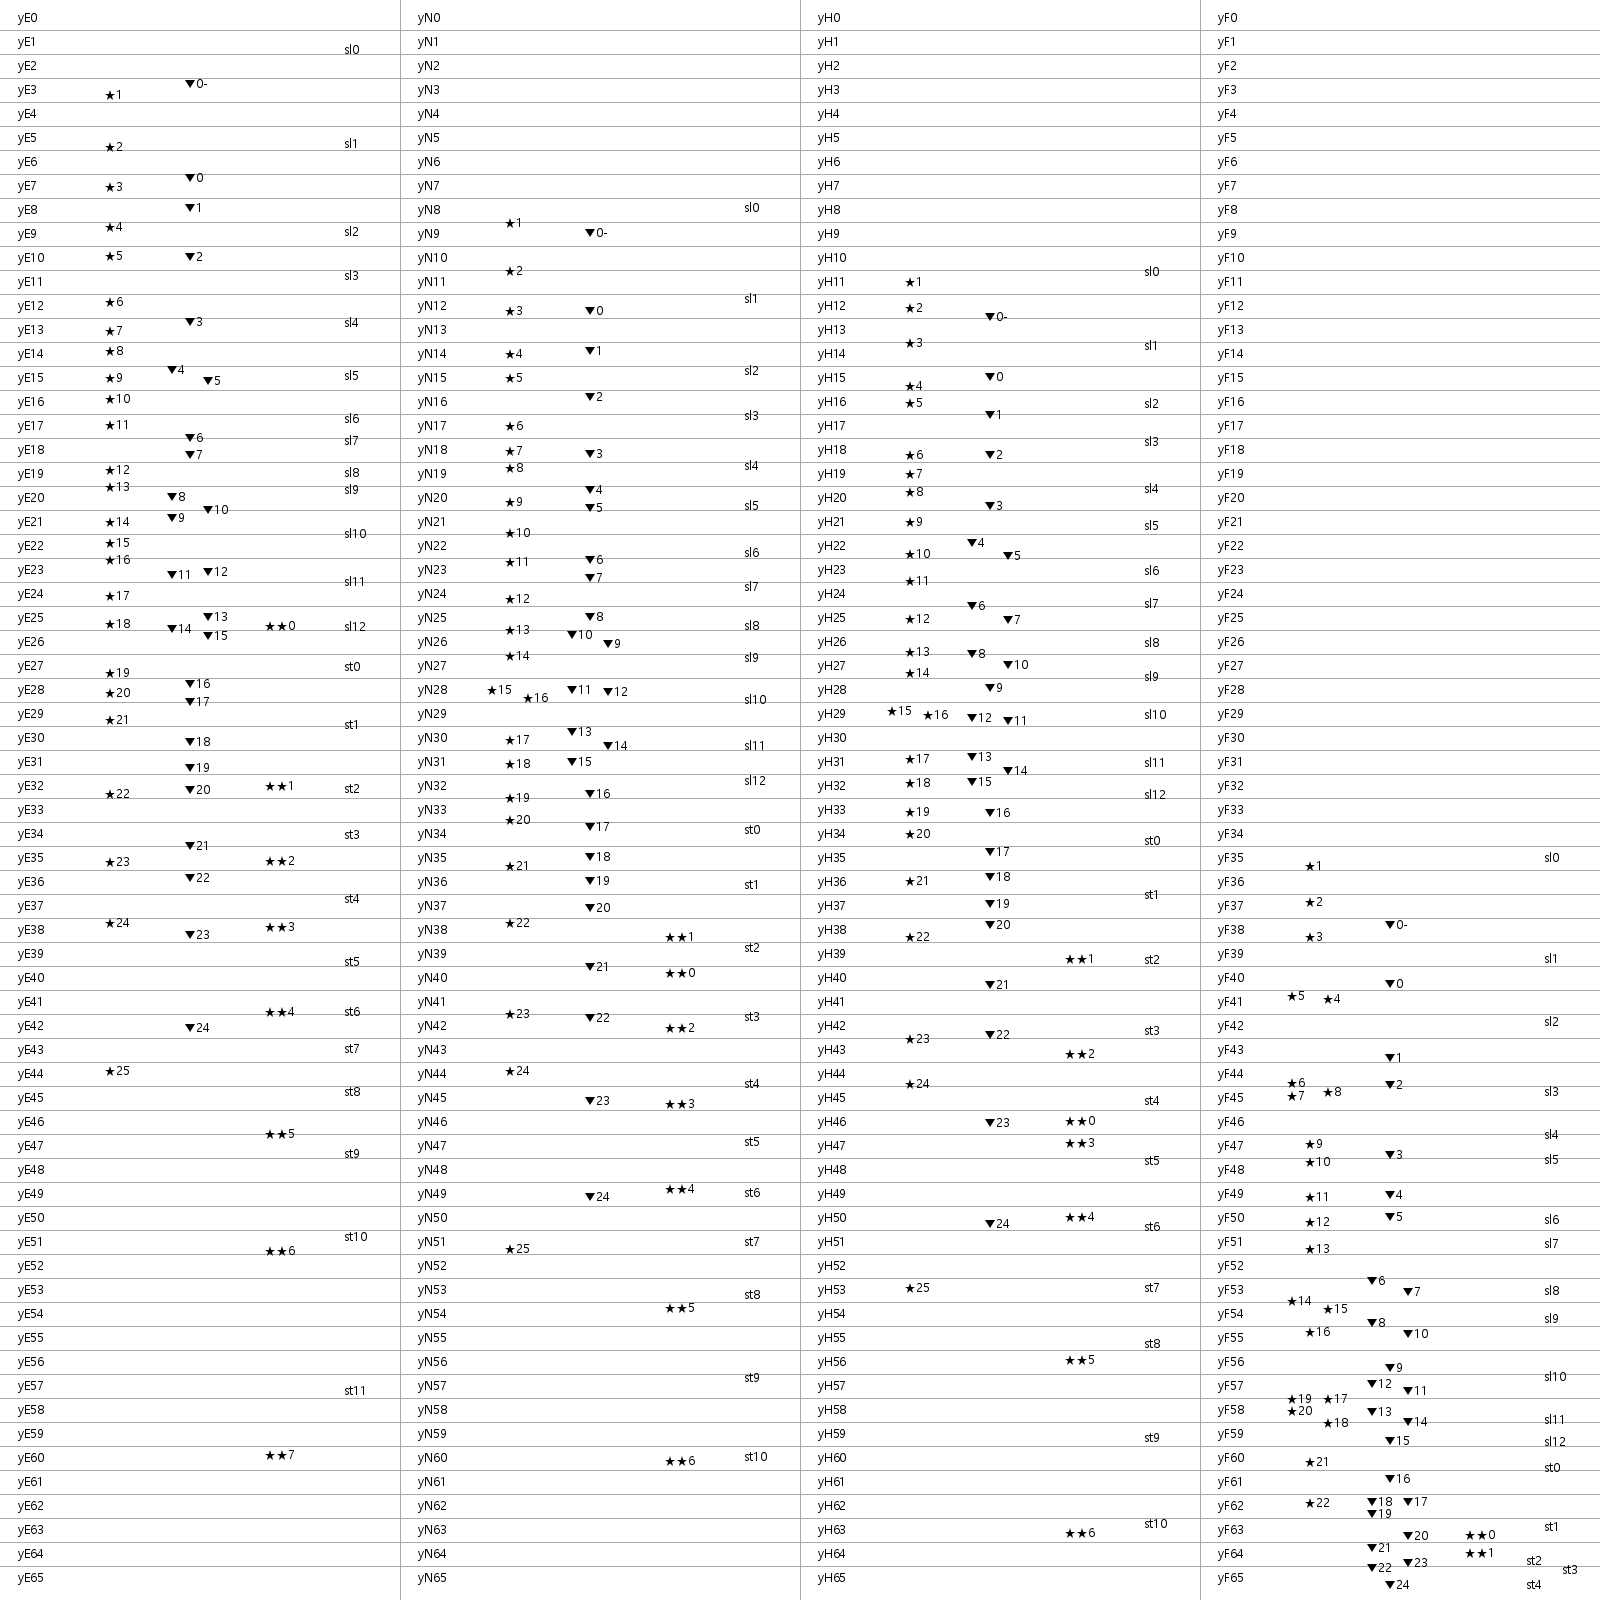 yE0
yE1 sl0
yE2
yE3 ▼0-
★1
yE4
yE5 ★2 sl1
yE6
yE7 ▼0
★3
yE8 ▼1
yE9 ★4 sl2
yE10 ★5 ▼2
yE11 sl3
yE12 ★6
yE13 ▼3 sl4
★7
yE14 ★8
yE15 ▼4 sl5
★9 ▼5
yE16 ★10
yE17 ★11 sl6
yE18 ▼6 sl7
▼7
yE19 ★12 sl8
yE20 ★13 sl9
▼8
▼10
yE21 ★14 ▼9
yE22 ★15 sl10
yE23 ★16
▼11 ▼12 sl11
yE24 ★17
yE25 ▼13
★18 ▼14 ★★0 sl12
yE26 ▼15
yE27 st0
★19
yE28 ▼16
★20
▼17
yE29 ★21 st1
yE30 ▼18
yE31 ▼19
yE32 ★22 ▼20 ★★1 st2
yE33
yE34 st3
▼21
yE35 ★23 ★★2
yE36 ▼22
yE37 st4
yE38 ★24 ★★3
▼23
yE39 st5
yE40
yE41 ★★4 st6
yE42 ▼24
yE43 st7
yE44 ★25
yE45 st8
yE46 ★★5
yE47 st9
yE48
yE49
yE50
yE51 st10
★★6
yE52
yE53
yE54
yE55
yE56
yE57 st11
yE58
yE59
yE60 ★★7
yE61
yE62
yE63
yE64
yE65
yN0
yN1
yN2
yN3
yN4
yN5
yN6
yN7
yN8 sl0
yN9 ★1
▼0-
yN10
yN11 ★2
yN12 sl1
★3 ▼0
yN13
yN14 ★4 ▼1
yN15 ★5 sl2
yN16 ▼2
yN17 sl3
★6
yN18 ★7 ▼3
yN19 ★8 sl4
yN20 ▼4
★9 ▼5 sl5
yN21 ★10
yN22 sl6
yN23 ★11 ▼6
▼7
yN24 ★12 sl7
yN25 ▼8 sl8
yN26 ★13 ▼10
▼9
yN27 ★14 sl9
yN28 ★15 ★16 ▼11 ▼12 sl10
yN29
yN30 ★17 ▼13 ▼14 sl11
yN31 ★18 ▼15
yN32 ★19 ▼16 sl12
yN33 ★20
yN34 ▼17 st0
yN35 ★21 ▼18
yN36 ▼19 st1
yN37 ▼20
yN38 ★22
★★1
yN39 st2
yN40 ▼21 ★★0
yN41 ★23 ▼22 st3
yN42 ★★2
yN43
yN44 ★24 st4
yN45 ▼23 ★★3
yN46
yN47 st5
yN48
yN49 ▼24 ★★4 st6
yN50
yN51 ★25 st7
yN52
yN53 st8
yN54 ★★5
yN55
yN56
yN57 st9
yN58
yN59
yN60 ★★6 st10
yN61
yN62
yN63
yN64
yN65
yH0
yH1
yH2
yH3
yH4
yH5
yH6
yH7
yH8
yH9
yH10
yH11 sl0
★1
yH12 ★2
▼0-
yH13
yH14 ★3 sl1
yH15 ▼0
★4
yH16 ★5 sl2
▼1
yH17
yH18 sl3
★6 ▼2
yH19 ★7
yH20 ★8 sl4
▼3
yH21 ★9 sl5
yH22 ▼4
★10 ▼5
yH23 sl6
★11
yH24
▼6 sl7
yH25 ★12 ▼7
yH26 sl8
★13 ▼8
yH27 ▼10
★14 sl9
yH28 ▼9
yH29 ★15 ★16 ▼12 ▼11 sl10
yH30
yH31 ★17 ▼13 ▼14 sl11
yH32 ★18 ▼15
sl12
yH33 ★19 ▼16
yH34 ★20 st0
yH35 ▼17
yH36 ★21 ▼18
yH37 ▼19 st1
yH38 ▼20
★22
yH39 ★★1 st2
yH40 ▼21
yH41
yH42 ★23 ▼22 st3
yH43 ★★2
yH44 ★24
yH45 st4
yH46 ▼23 ★★0
yH47 ★★3
yH48 st5
yH49
yH50 ▼24 ★★4 st6
yH51
yH52
yH53 ★25 st7
yH54
yH55 st8
yH56 ★★5
yH57
yH58
yH59 st9
yH60
yH61
yH62
yH63 ★★6 st10
yH64
yH65
yF0
yF1
yF2
yF3
yF4
yF5
yF6
yF7
yF8
yF9
yF10
yF11
yF12
yF13
yF14
yF15
yF16
yF17
yF18
yF19
yF20
yF21
yF22
yF23
yF24
yF25
yF26
yF27
yF28
yF29
yF30
yF31
yF32
yF33
yF34
yF35 sl0
★1
yF36
yF37 ★2
yF38 ▼0-
★3
yF39 sl1
yF40 ▼0
yF41 ★5 ★4
yF42 sl2
yF43 ▼1
yF44 ★6 ▼2
yF45 ★7 ★8 sl3
yF46
yF47 ★9 sl4
▼3
yF48 ★10 sl5
yF49 ★11 ▼4
yF50 ★12 ▼5 sl6
yF51 ★13 sl7
yF52
yF53 ▼6
▼7 sl8
★14
yF54 ★15 sl9
▼8
yF55 ★16 ▼10
yF56 ▼9
yF57 ▼12 ▼11 sl10
★19 ★17
yF58 ★20 ▼13
★18 ▼14 sl11
yF59 ▼15 sl12
yF60 ★21 st0
yF61 ▼16
yF62 ★22 ▼18 ▼17
▼19
yF63 st1
▼20 ★★0
yF64 ▼21 ★★1
▼22 ▼23 st2 st3
yF65 ▼24 st4